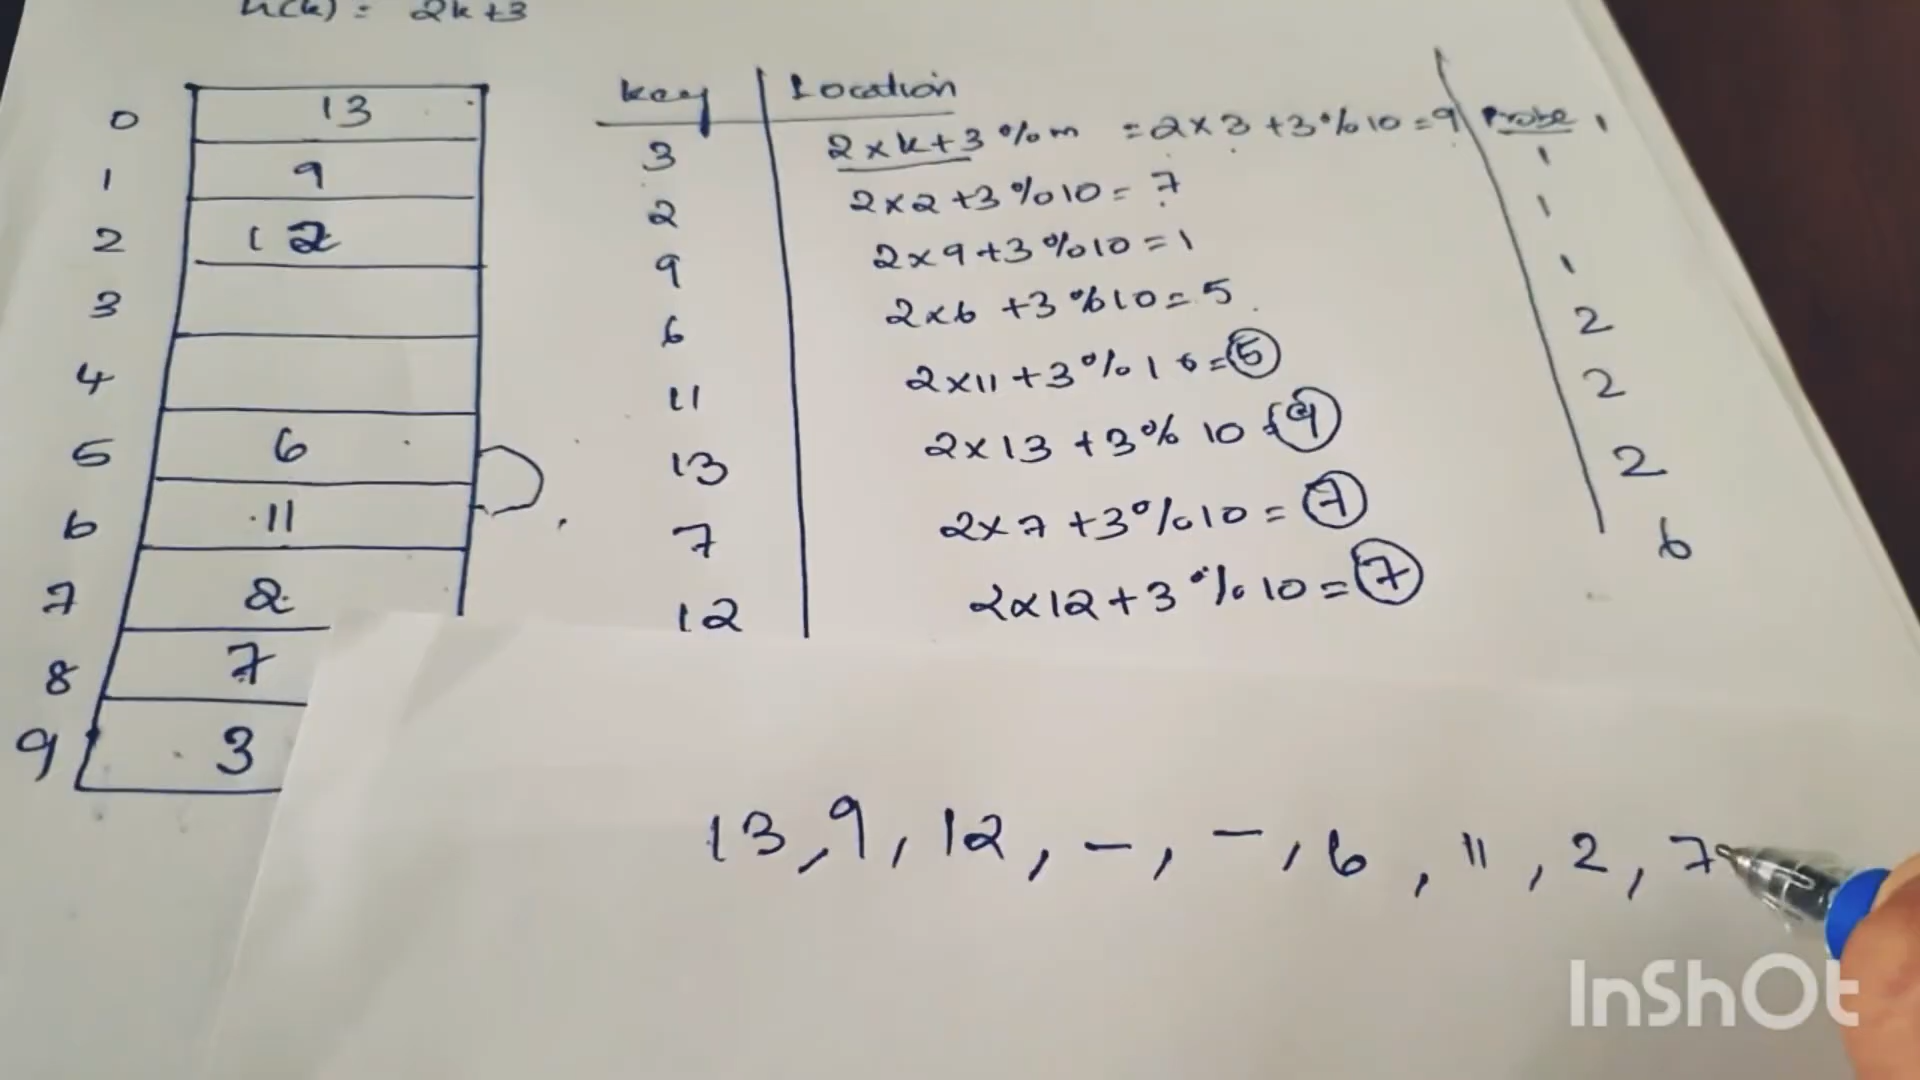 h(k) = 2k+3
key | Location
0 13
1 9
2 12
3
4
5 6
6 11
7 2
8 7
9 3
3 2×k+3%m = 2×3+3%10=9 Probe 1
2 2×2+3%10=7 1
9 2×9+3%10=1 1
6 2×6+3%10=5 1
11 2×11+3%10=5 2
13 2×13+3%10=9 2
7 2×7+3%10=7 2
12 2×12+3%10=7 6
13, 9, 12, -, -, 6, 11, 2, 7
InShOt